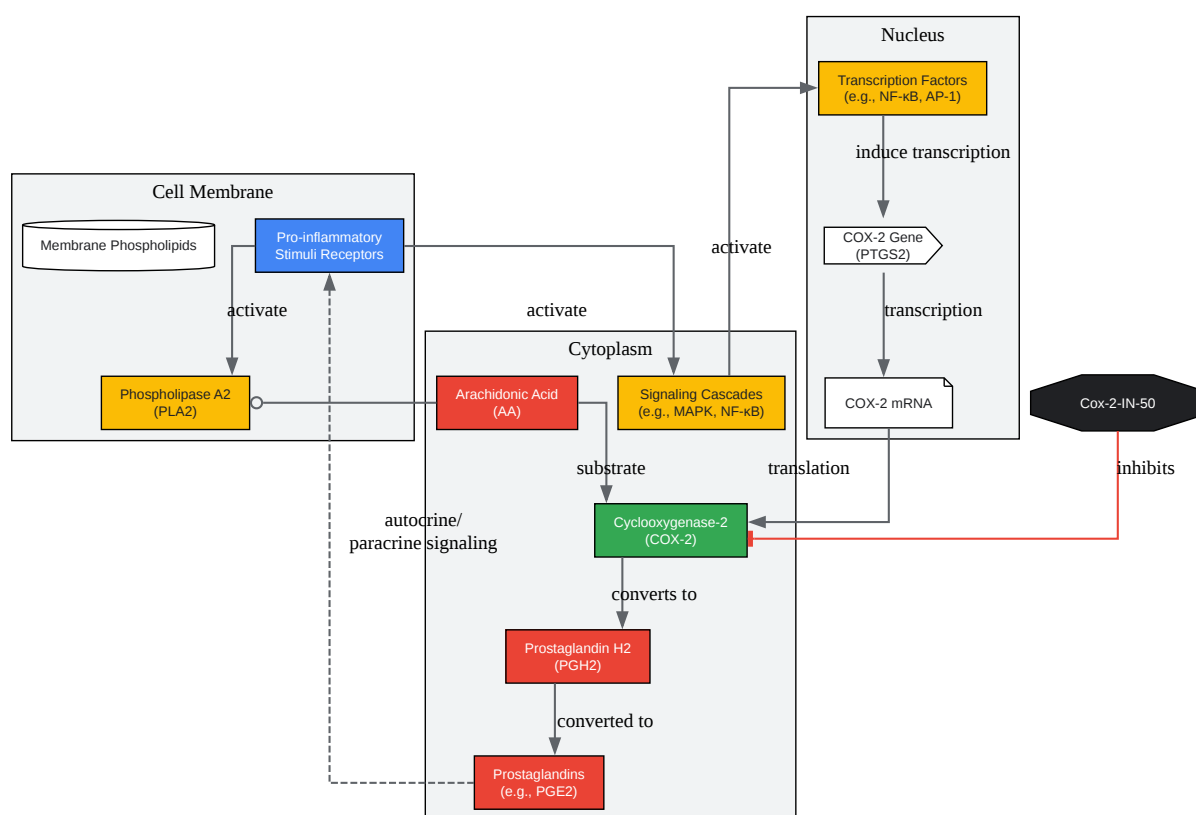 Nucleus
Transcription Factors
(e.g., NF-κB, AP-1)
induce transcription
Cell Membrane
Membrane Phospholipids
Pro-inflammatory
Stimuli Receptors
activate
COX-2 Gene
(PTGS2)
activate
activate
transcription
Cytoplasm
Phospholipase A2
(PLA2)
Arachidonic Acid
(AA)
Signaling Cascades
(e.g., MAPK, NF-κB)
COX-2 mRNA
Cox-2-IN-50
substrate
translation
inhibits
autocrine/
paracrine signaling
Cyclooxygenase-2
(COX-2)
converts to
Prostaglandin H2
(PGH2)
converted to
Prostaglandins
(e.g., PGE2)